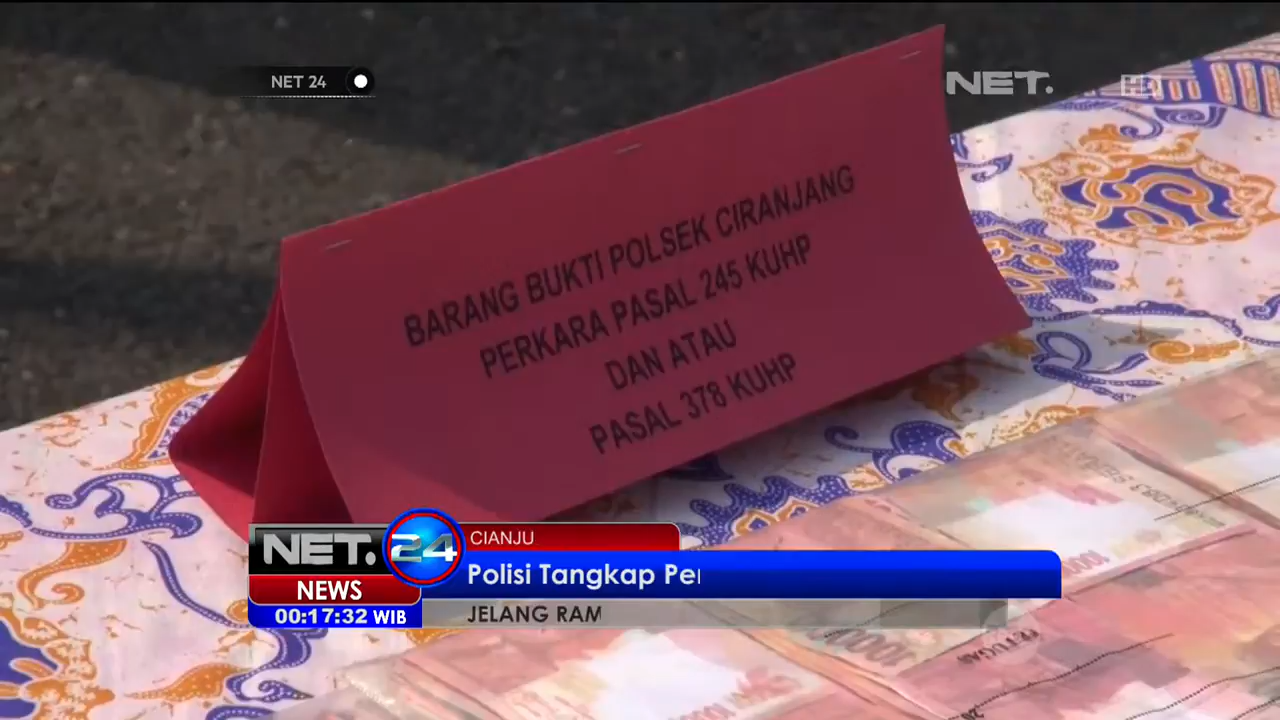 NET 24
NET.
HD
BARANG BUKTI POLSEK CIRANJANG
PERKARA PASAL 245 KUHP
DAN ATAU
PASAL 378 KUHP
NET. 24
NEWS
00:17:32 WIB
CIANJU
Polisi Tangkap Pe
JELANG RAM